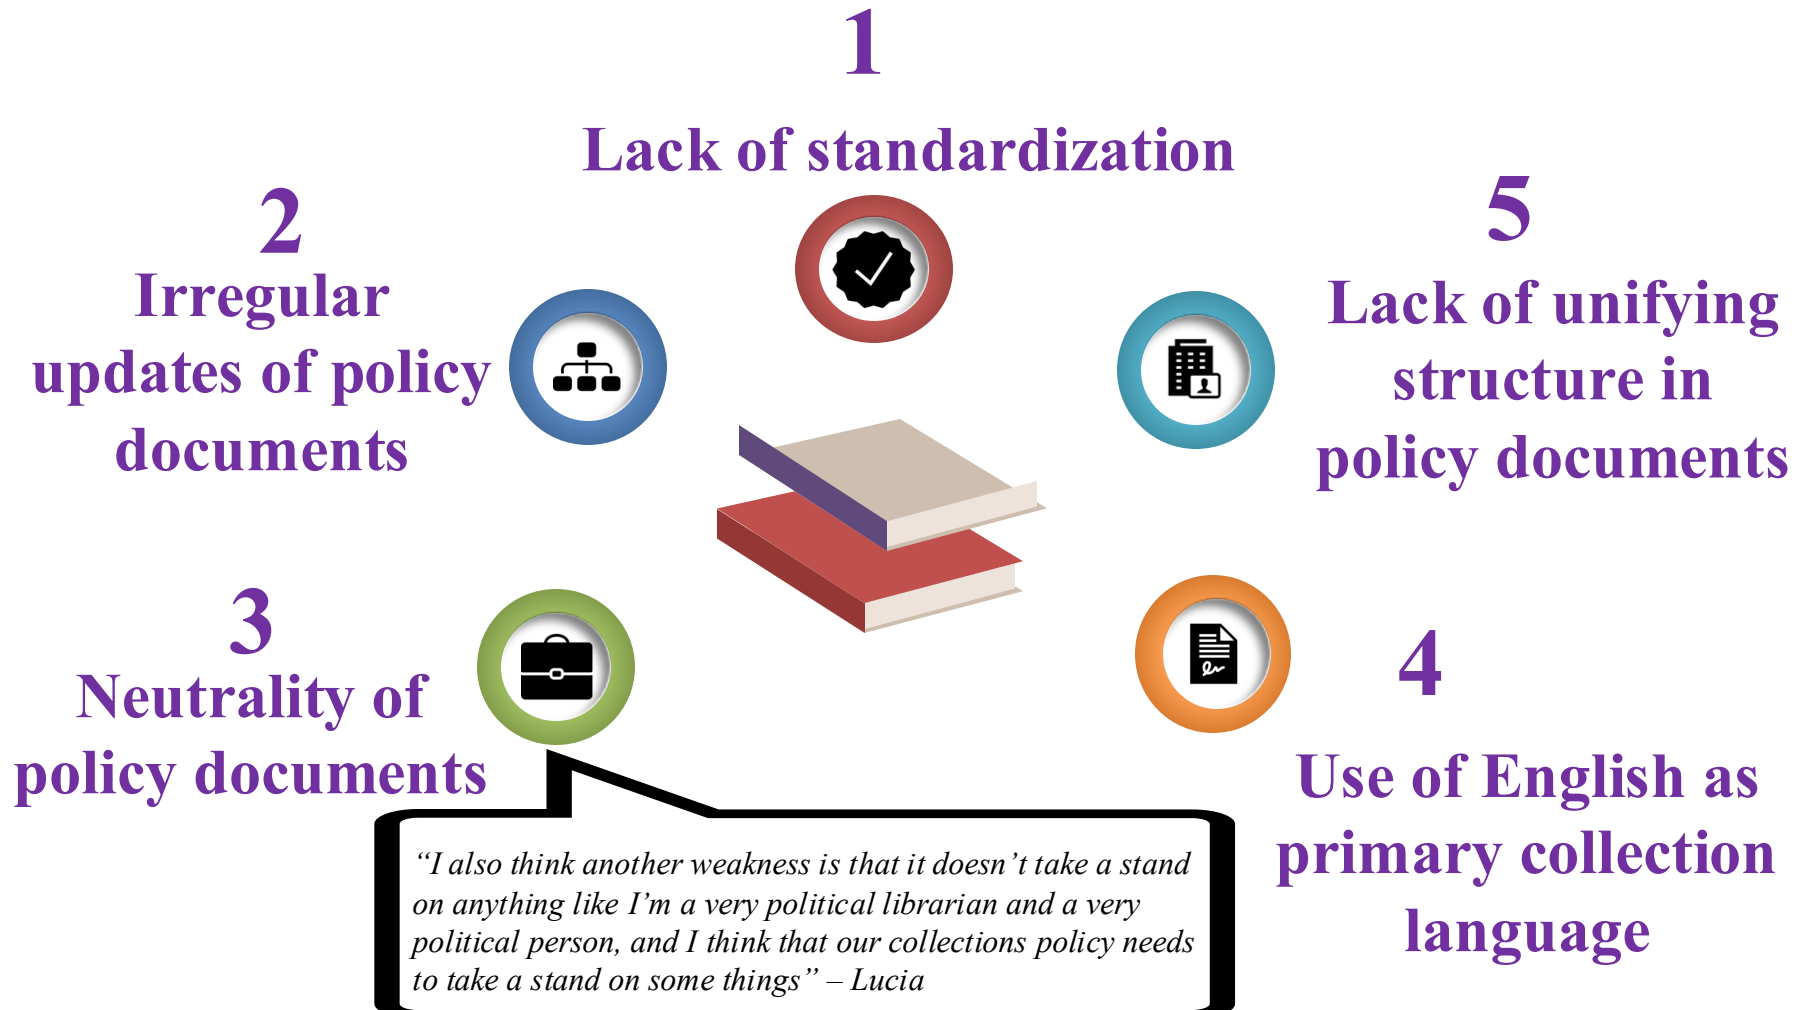 1
Lack of standardization
2
Irregular
updates of policy
documents
3
Neutrality of
policy documents
“I also think another weakness is that it doesn’t take a stand
on anything like I’m a very political librarian and a very
political person, and I think that our collections policy needs
to take a stand on some things” – Lucia
4
Use of English as
primary collection
language
5
Lack of unifying
structure in
policy documents